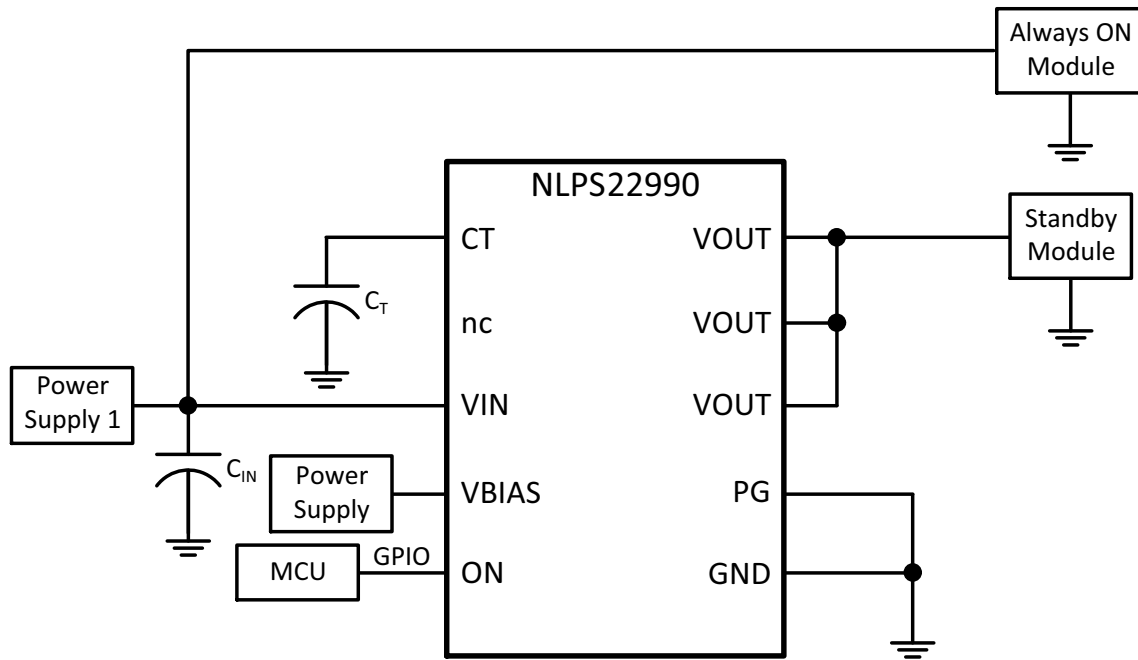 Always ON
Module
NLPS22990
Standby
Module
CT
VOUT
C_T
nc
VOUT
Power
Supply 1
VIN
VOUT
C_IN
Power
Supply
VBIAS
PG
MCU
GPIO
ON
GND